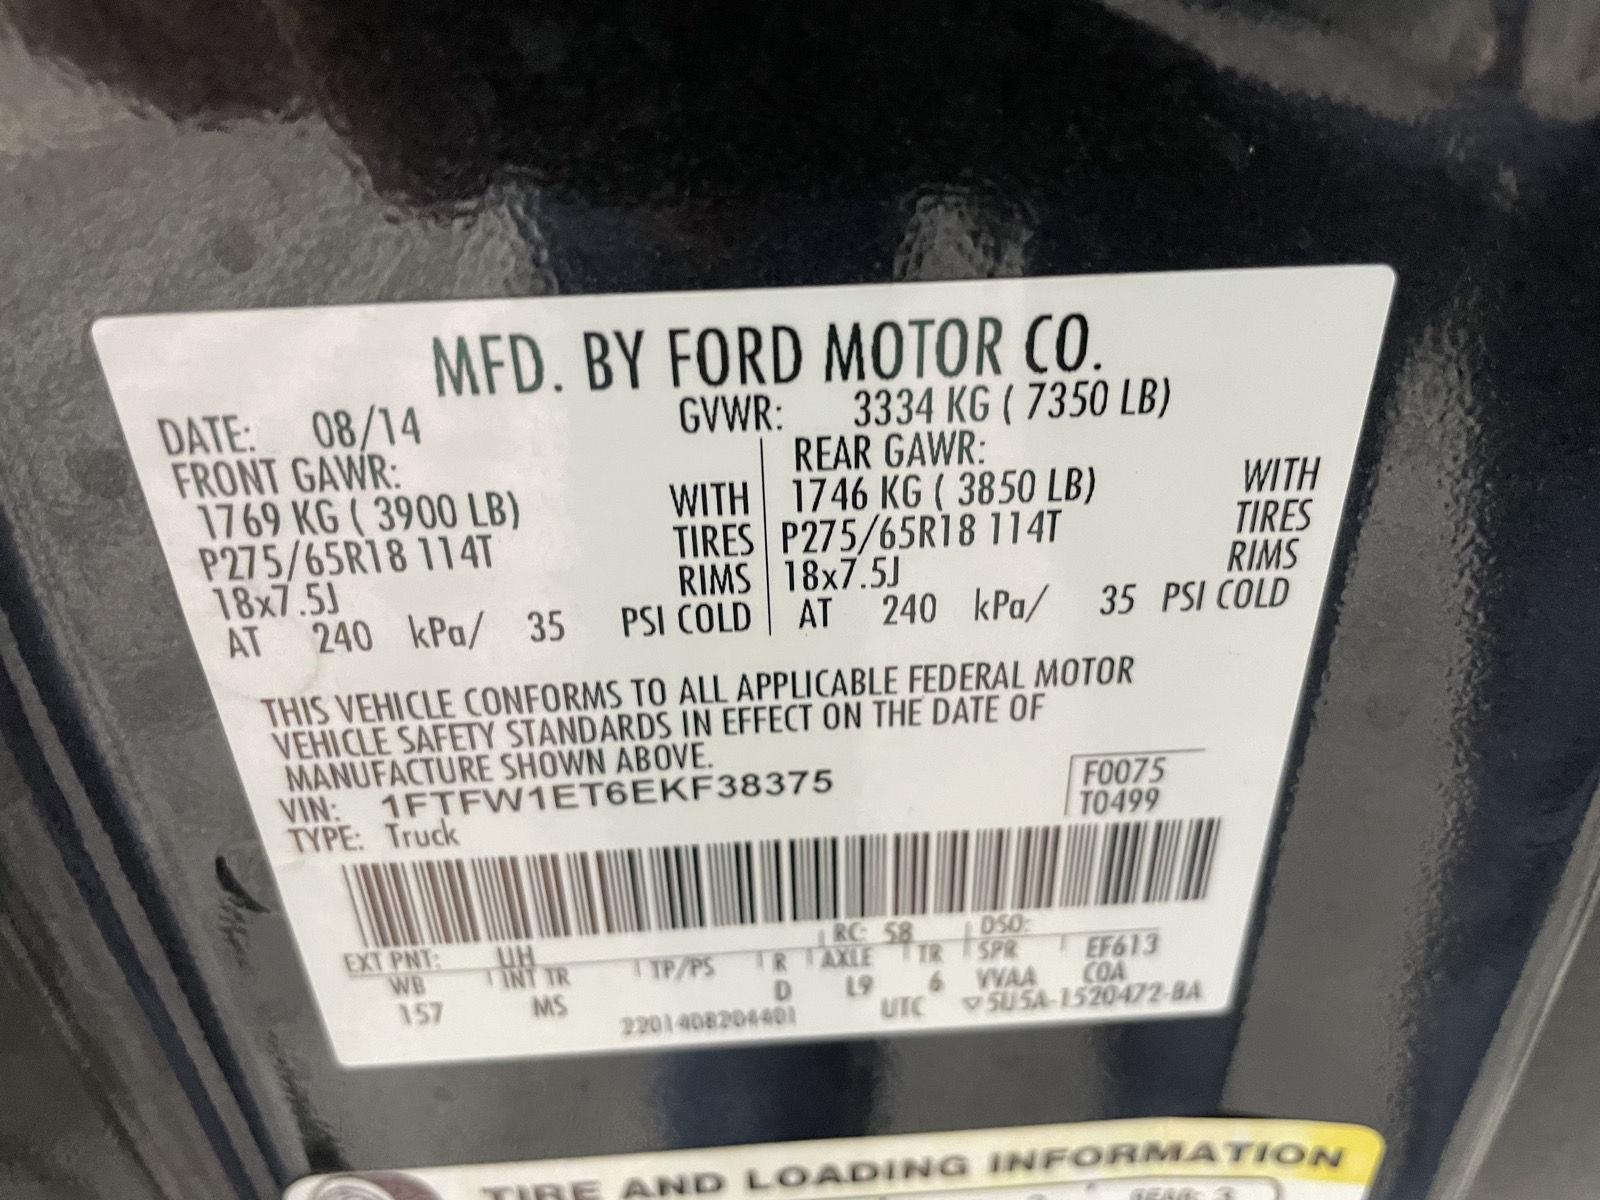 MFD. BY FORD MOTOR CO.
DATE: 08/14 GVWR: 3334 KG ( 7350 LB)
FRONT GAWR: REAR GAWR:
1769 KG ( 3900 LB) WITH 1746 KG ( 3850 LB) WITH
P275/65R18 114T TIRES P275/65R18 114T TIRES
18x7.5J RIMS 18x7.5J RIMS
AT 240 kPa/ 35 PSI COLD AT 240 kPa/ 35 PSI COLD
THIS VEHICLE CONFORMS TO ALL APPLICABLE FEDERAL MOTOR
VEHICLE SAFETY STANDARDS IN EFFECT ON THE DATE OF
MANUFACTURE SHOWN ABOVE.
VIN: 1FTFW1ET6EKF38375 F0075
TYPE: Truck T0499
EXT PNT: UH RC: 58 DSO:
WB INT TR TP/PS R AXLE TR SPR EF613
157 MS D L9 6 VVAA COA
2201408204401 UTC ▽5U5A-1520472-BA
TIRE AND LOADING INFORMATION